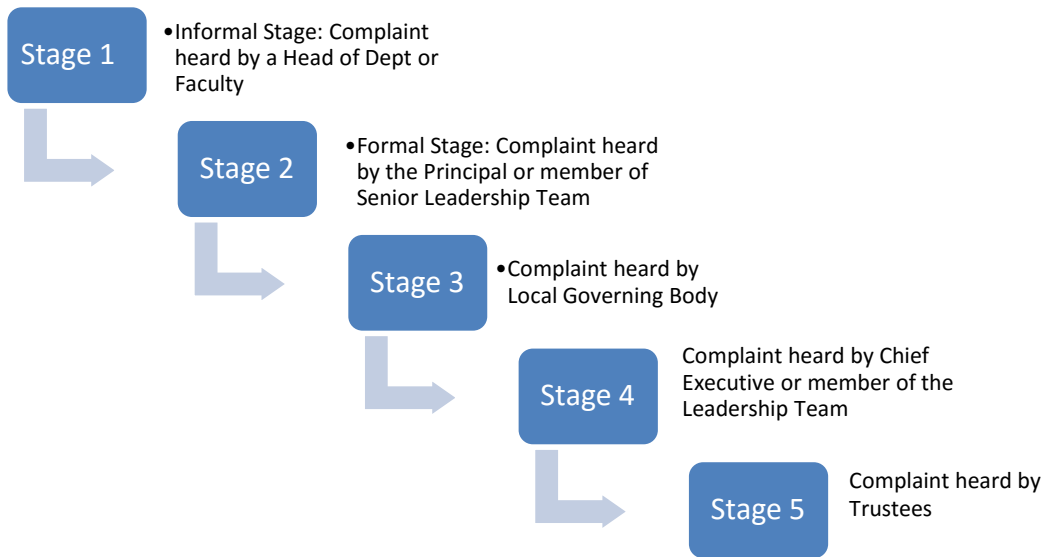 Stage 1
•Informal Stage: Complaint
heard by a Head of Dept or
Faculty
Stage 2
•Formal Stage: Complaint heard
by the Principal or member of
Senior Leadership Team
Stage 3
•Complaint heard by
Local Governing Body
Stage 4
Complaint heard by Chief
Executive or member of the
Leadership Team
Stage 5
Complaint heard by
Trustees